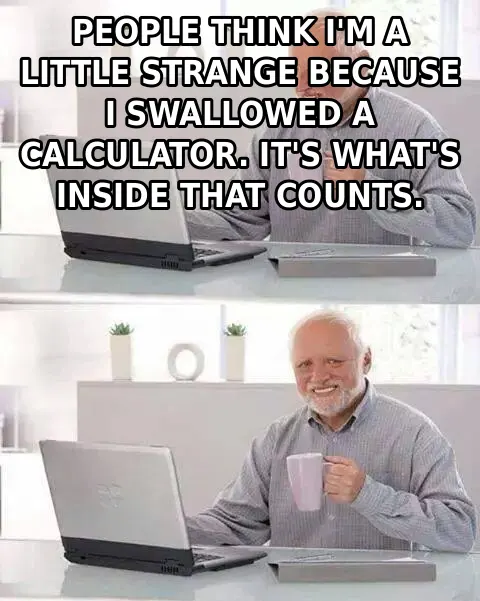 PEOPLE THINK I'M A
LITTLE STRANGE BECAUSE
I SWALLOWED A
CALCULATOR. IT'S WHAT'S
INSIDE THAT COUNTS.